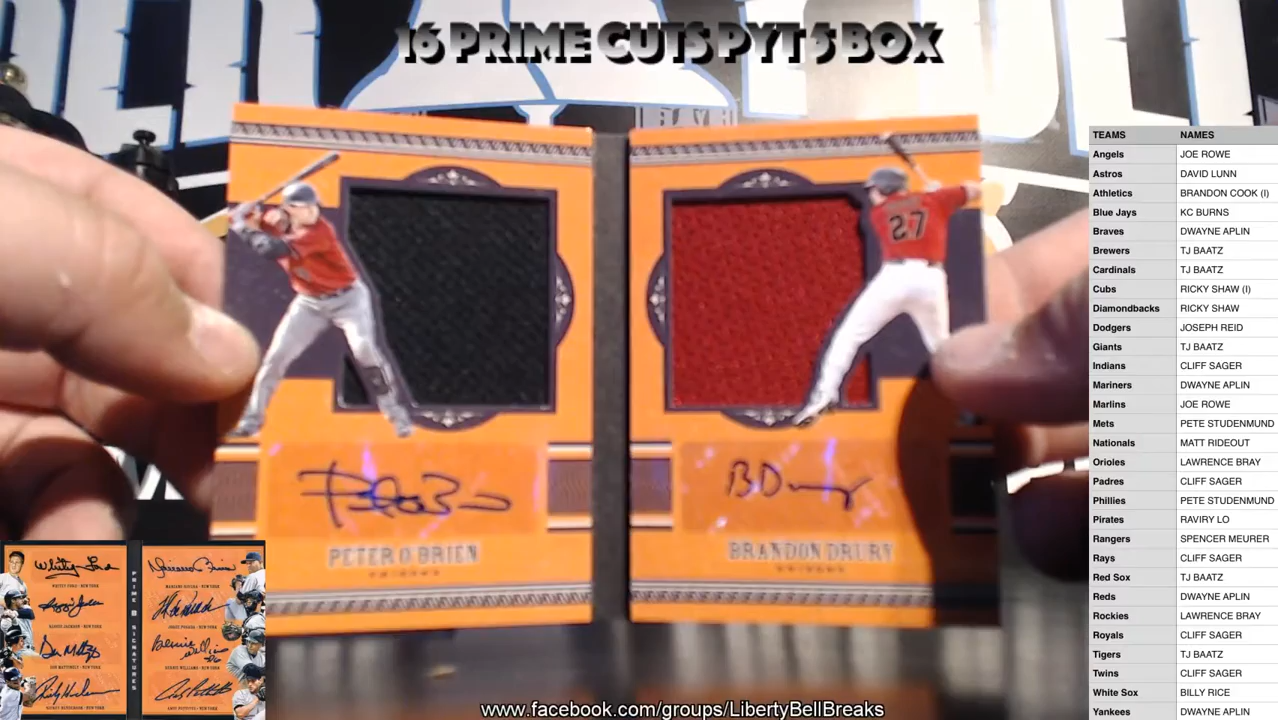 16 PRIME CUTS PYT 5 BOX
27
PETER O'BRIEN
BRANDON DRURY
B Drury
TEAMS NAMES
Angels JOE ROWE
Astros DAVID LUNN
Athletics BRANDON COOK (I)
Blue Jays KC BURNS
Braves DWAYNE APLIN
Brewers TJ BAATZ
Cardinals TJ BAATZ
Cubs RICKY SHAW (I)
Diamondbacks RICKY SHAW
Dodgers JOSEPH REID
Giants TJ BAATZ
Indians CLIFF SAGER
Mariners DWAYNE APLIN
Marlins JOE ROWE
Mets PETE STUDENMUND
Nationals MATT RIDEOUT
Orioles LAWRENCE BRAY
Padres CLIFF SAGER
Phillies PETE STUDENMUND
Pirates RAVIRY LO
Rangers SPENCER MEURER
Rays CLIFF SAGER
Red Sox TJ BAATZ
Reds DWAYNE APLIN
Rockies LAWRENCE BRAY
Royals CLIFF SAGER
Tigers TJ BAATZ
Twins CLIFF SAGER
White Sox BILLY RICE
Yankees DWAYNE APLIN
PRIME 8 SIGNATURES
www.facebook.com/groups/LibertyBellBreaks